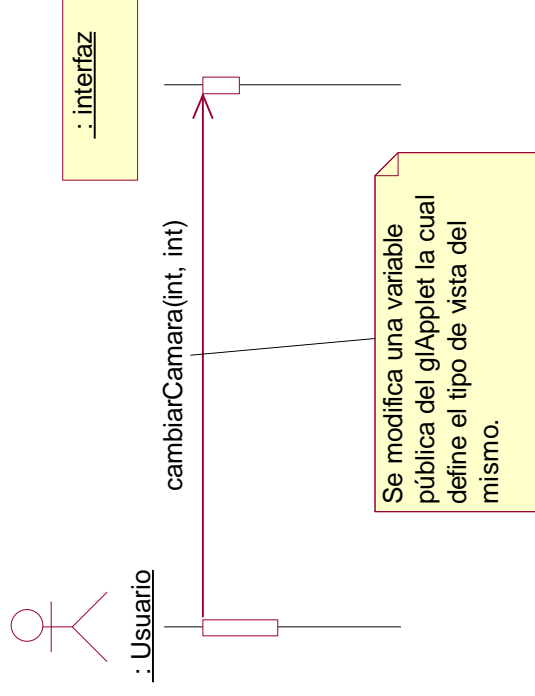 : Usuario
: interfaz
cambiarCamara(int, int)
Se modifica una variable
pública del glApplet la cual
define el tipo de vista del
mismo.